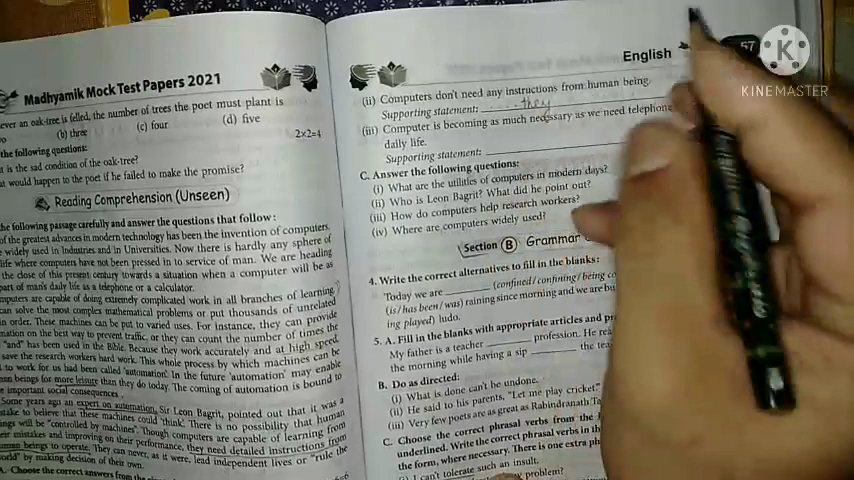 Madhyamik Mock Test Papers 2021
ever an oak-tree is felled, the number of trees the poet must plant is
(b) three (c) four (d) five
the following questions: 2×2=4
t is the sad condition of the oak-tree?
at would happen to the poet if he failed to make the promise?
Reading Comprehension (Unseen)
he following passage carefully and answer the questions that follow:
of the greatest advances in modern technology has been the invention of computers.
widely used in Industries and in Universities. Now there is hardly any sphere of
life where computers have not been pressed in to service of man. We are heading
the close of this present century towards a situation when a computer will be as
part of man's daily life as a telephone or a calculator.
mputers are capable of doing extremely complicated work in all branches of learning.
can solve the most complex mathematical problems or put thousands of unrelated
in order. These machines can be put to varied uses. For instance, they can provide
mation on the best way to prevent traffic, or they can count the number of times the
"and" has been used in the Bible. Because they work accurately and at high speed,
save the research workers hard work. This whole process by which machines can be
to work for us had been called 'automation'. In the future 'automation' may enable
an beings for more leisure than they do today. The coming of automation is bound to
e important social consequences.
Some years ago an expert on automation, Sir Leon Bagrit, pointed out that it was a
stake to believe that these machines could 'think'. There is no possibility that human
ings will be "controlled by machines". Though computers are capable of learning from
eir mistakes and improving on their performance, they need detailed instructions from
uman beings to operate. They can never, as it were, lead independent lives or "rule the
world" by making decision of their own.
A. Choose the correct answers from the
English 57
(ii) Computers don't need any instructions from human being.
Supporting statement: they
(iii) Computer is becoming as much necessary as we need telephone
daily life.
Supporting statement:
C. Answer the following questions:
(i) What are the utilities of computers in modern days?
(ii) Who is Leon Bagrit? What did he point out?
(iii) How do computers help research workers?
(iv) Where are computers widely used?
Section B Grammar
4. Write the correct alternatives to fill in the blanks:
Today we are (confined/confining/being co
(is/has been/was) raining since morning and we are bu
ing played) ludo.
5. A. Fill in the blanks with appropriate articles and pr
My father is a teacher profession. He rea
the morning while having a sip the tea
B. Do as directed:
(i) What is done can't be undone.
(ii) He said to his parents, "Let me play cricket"
(iii) Very few poets are as great as Rabindranath Ta
C. Choose the correct phrasal verbs from the
underlined. Write the correct phrasal verbs in th
the form, where necessary. There is one extra ph
(i) I can't tolerate such an insult.
problem?
KINEMASTER